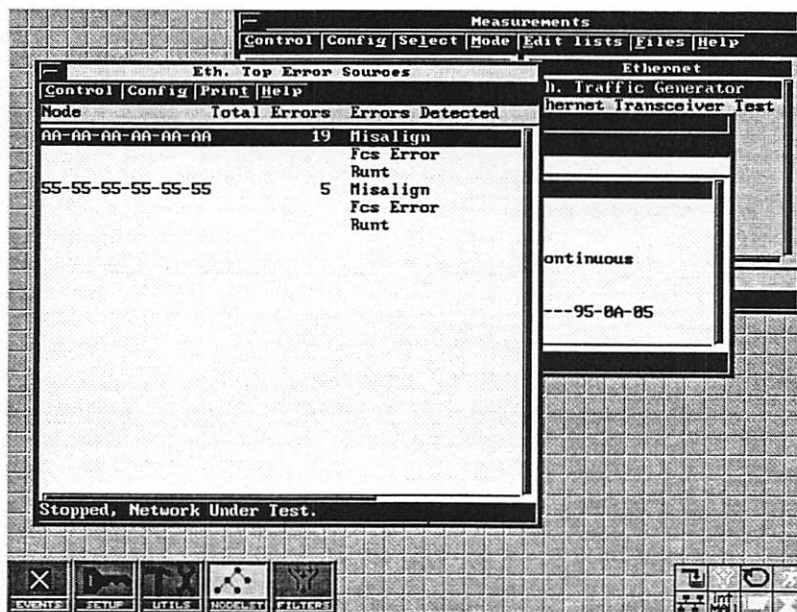 Measurements
Control Config Select Mode Edit lists Files Help
Eth. Top Error Sources
Control Config Print Help
Node Total Errors Errors Detected
AA-AA-AA-AA-AA-AA 19 Misalign
Fcs Error
Runt
55-55-55-55-55-55 5 Misalign
Fcs Error
Runt
Stopped, Network Under Test.
Ethernet
h. Traffic Generator
hernet Transceiver Test
ontinuous
---95-0A-05
EVENTS SETUP UTILS NODELST FILTERS
int